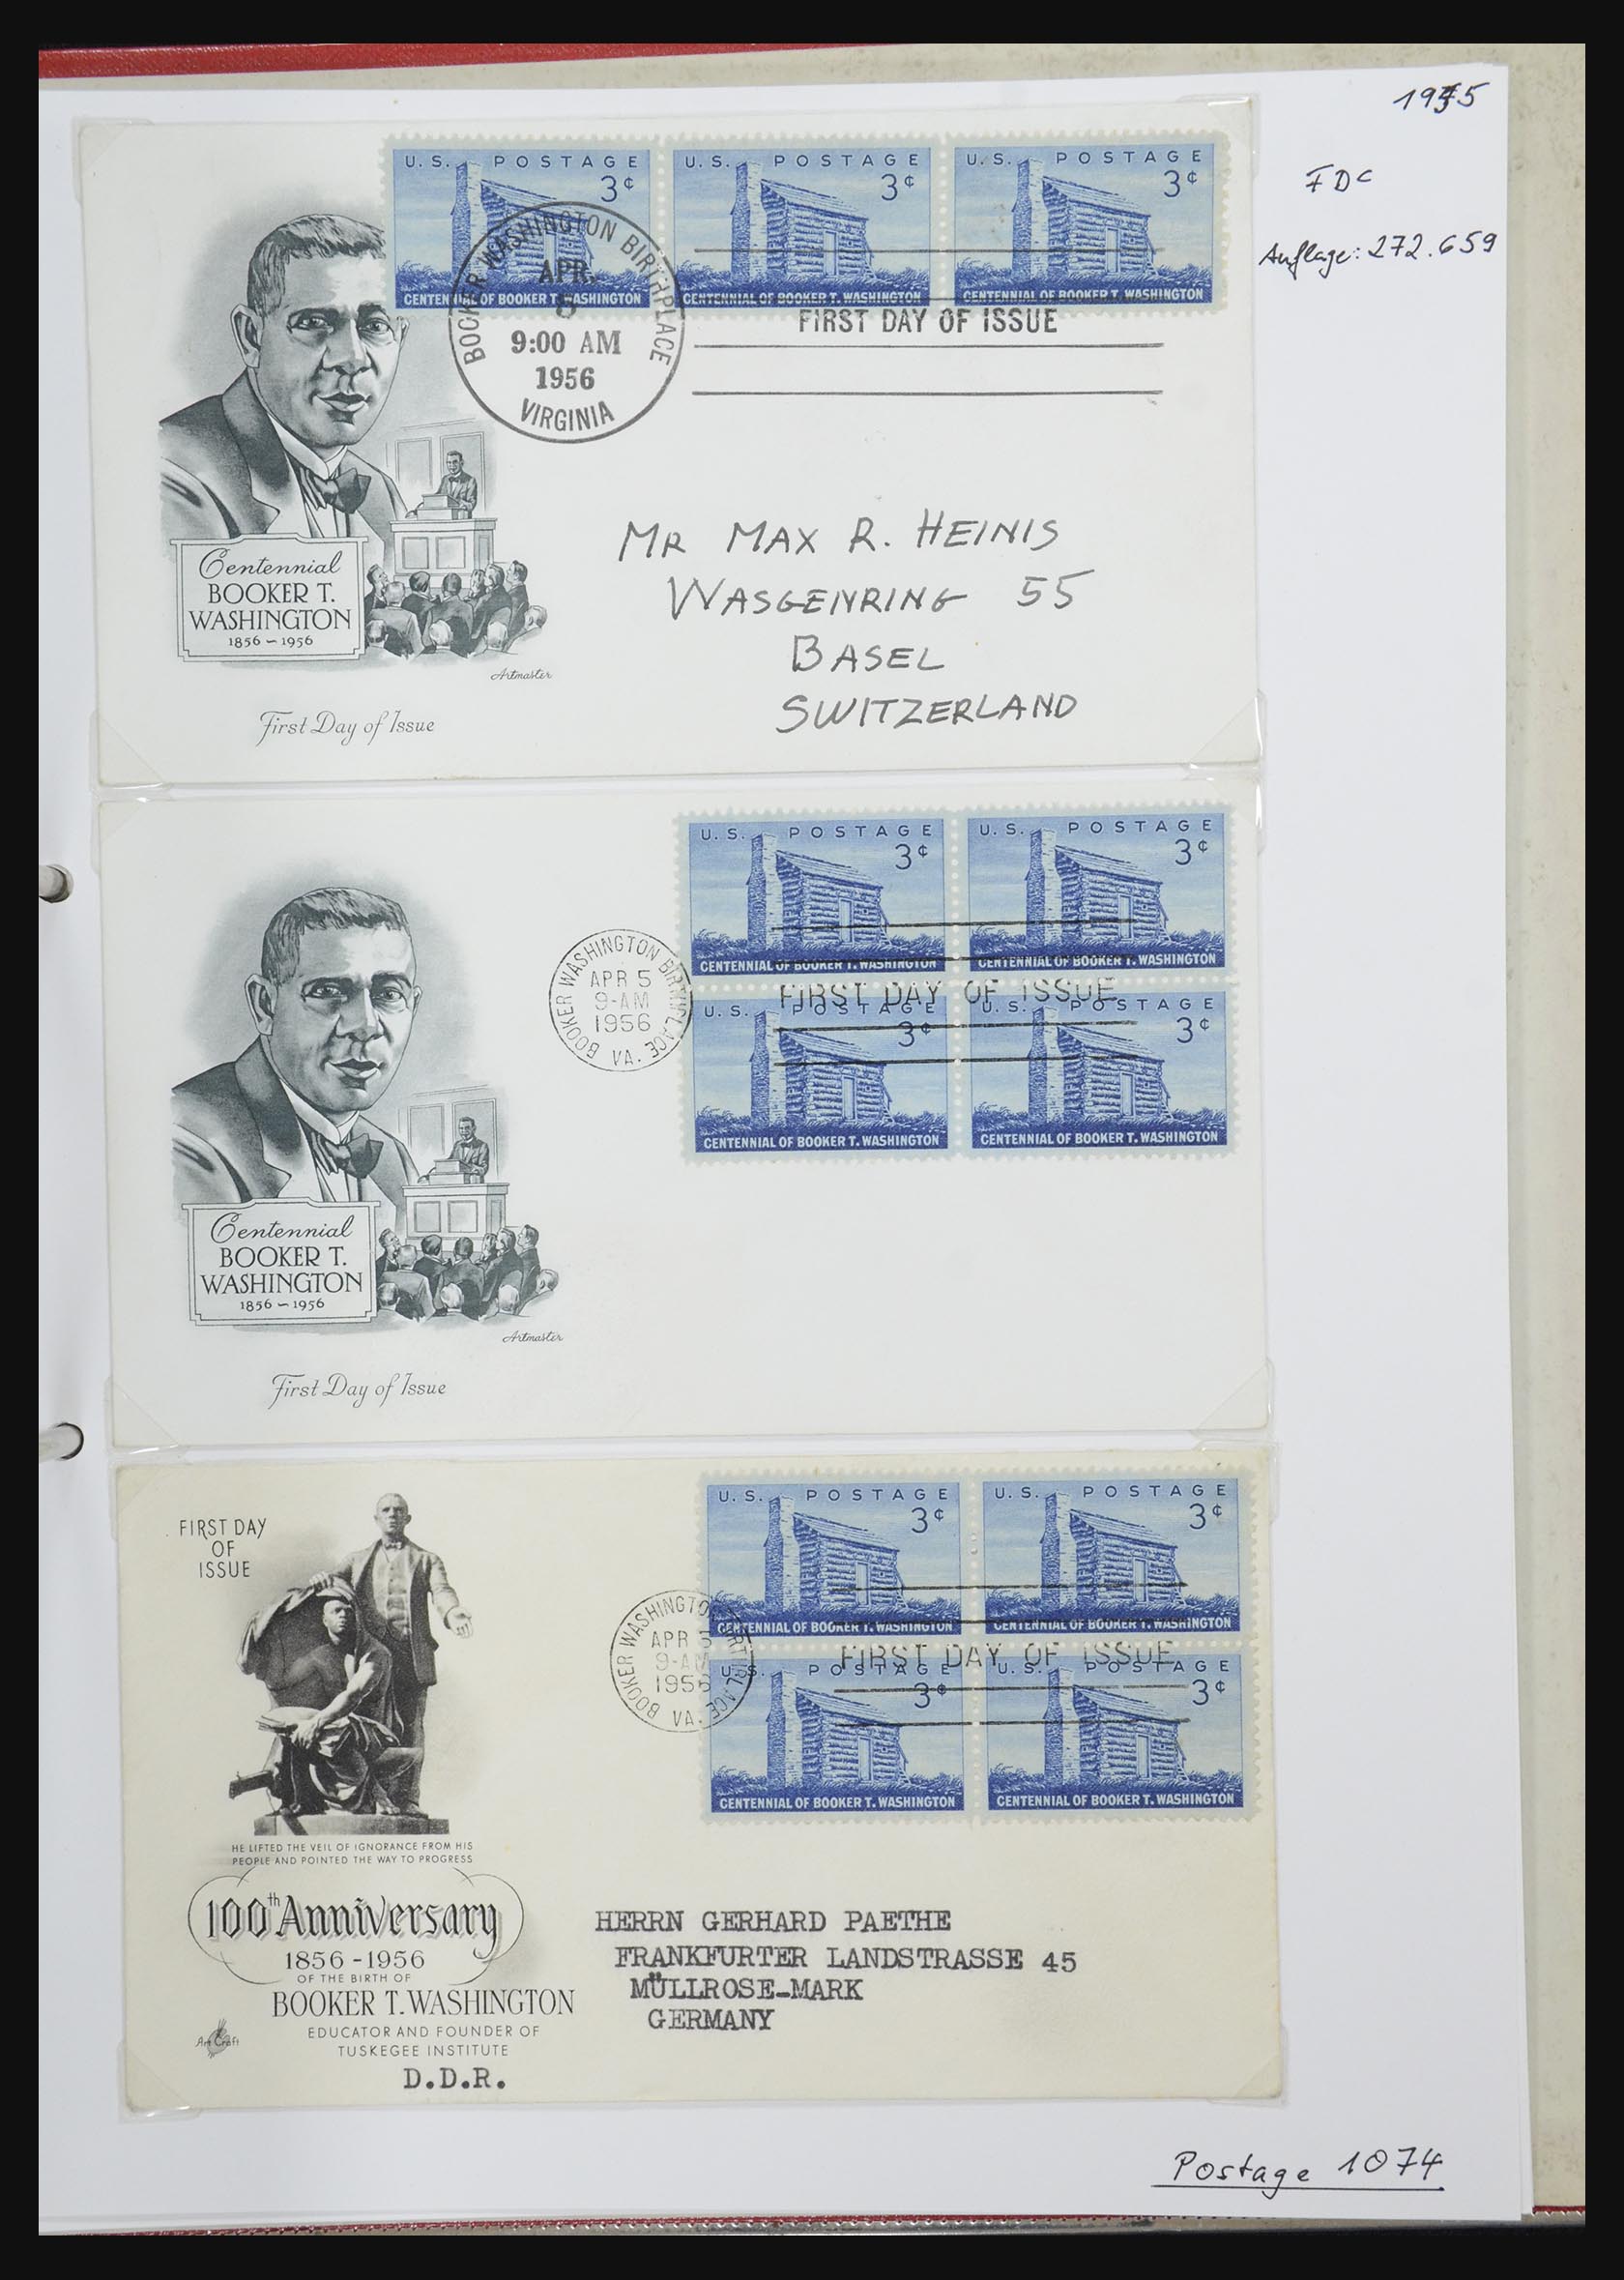 1945
FDC
Auflage: 272.659
U.S. POSTAGE
3¢
CENTENNIAL OF BOOKER T. WASHINGTON
U.S. POSTAGE
3¢
CENTENNIAL OF BOOKER T. WASHINGTON
U.S. POSTAGE
3¢
CENTENNIAL OF BOOKER T. WASHINGTON
BOOKER WASHINGTON BIRTHPLACE
APR.
9:00 AM
1956
VIRGINIA
FIRST DAY OF ISSUE
Centennial
BOOKER T.
WASHINGTON
1856 – 1956
Artmaster
First Day of Issue
MR MAX R. HEINIS
WASGENRING 55
BASEL
SWITZERLAND
U.S. POSTAGE
3¢
CENTENNIAL OF BOOKER T. WASHINGTON
U.S. POSTAGE
3¢
CENTENNIAL OF BOOKER T. WASHINGTON
BOOKER WASHINGTON BIRTHPLACE
APR 5
9-AM
1956
VA.
FIRST DAY OF ISSUE
U.S. POSTAGE
3¢
CENTENNIAL OF BOOKER T. WASHINGTON
U.S. POSTAGE
3¢
CENTENNIAL OF BOOKER T. WASHINGTON
Centennial
BOOKER T.
WASHINGTON
1856 – 1956
Artmaster
First Day of Issue
FIRST DAY
OF
ISSUE
U.S. POSTAGE
3¢
CENTENNIAL OF BOOKER T. WASHINGTON
U.S. POSTAGE
3¢
CENTENNIAL OF BOOKER T. WASHINGTON
BOOKER WASHINGTON BIRTHPLACE
APR 5
9-AM
1956
VA.
FIRST DAY OF ISSUE
U.S. POSTAGE
3¢
CENTENNIAL OF BOOKER T. WASHINGTON
U.S. POSTAGE
3¢
CENTENNIAL OF BOOKER T. WASHINGTON
HE LIFTED THE VEIL OF IGNORANCE FROM HIS
PEOPLE AND POINTED THE WAY TO PROGRESS
100th Anniversary
1856-1956
OF THE BIRTH OF
BOOKER T. WASHINGTON
EDUCATOR AND FOUNDER OF
TUSKEGEE INSTITUTE
Art Craft
D.D.R.
HERRN GERHARD PAETHE
FRANKFURTER LANDSTRASSE 45
MÜLLROSE-MARK
GERMANY
Postage 1074